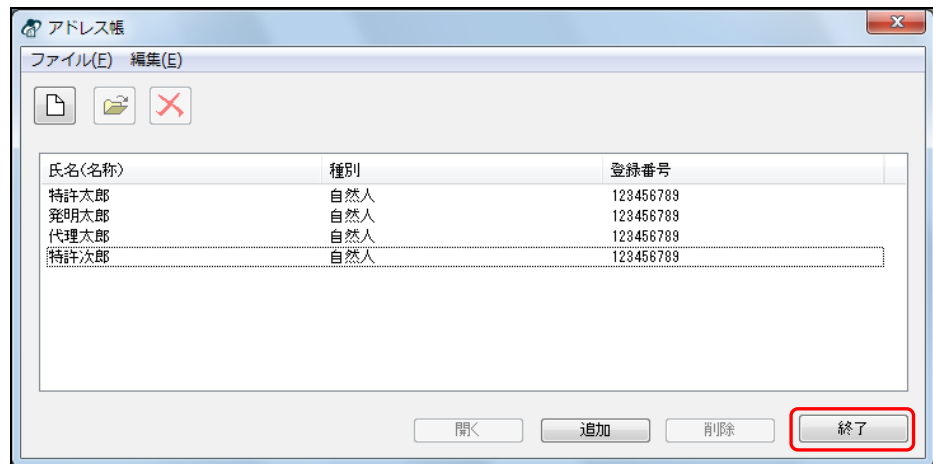 アドレス帳
ファイル(F) 編集(E)
氏名(名称) 種別 登録番号
特許太郎 自然人 123456789
発明太郎 自然人 123456789
代理太郎 自然人 123456789
特許次郎 自然人 123456789
開く 追加 削除 終了